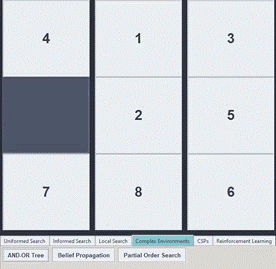 4 1 3
2 5
7 8 6
Uniformed Search Informed Search Local Search Complex Environments CSPs Reinforcement Learning
AND-OR Tree Belief Propagation Partial Order Search